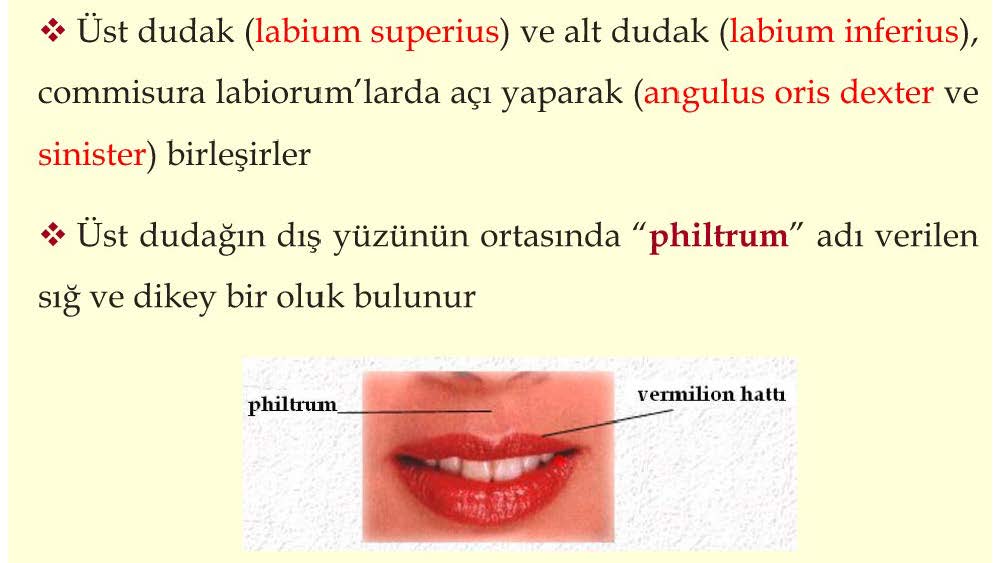 ❖ Üst dudak (labium superius) ve alt dudak (labium inferius),
commisura labiorum’larda açı yaparak (angulus oris dexter ve
sinister) birleşirler
❖ Üst dudağın dış yüzünün ortasında “philtrum” adı verilen
sığ ve dikey bir oluk bulunur
philtrum
vermilion hattı